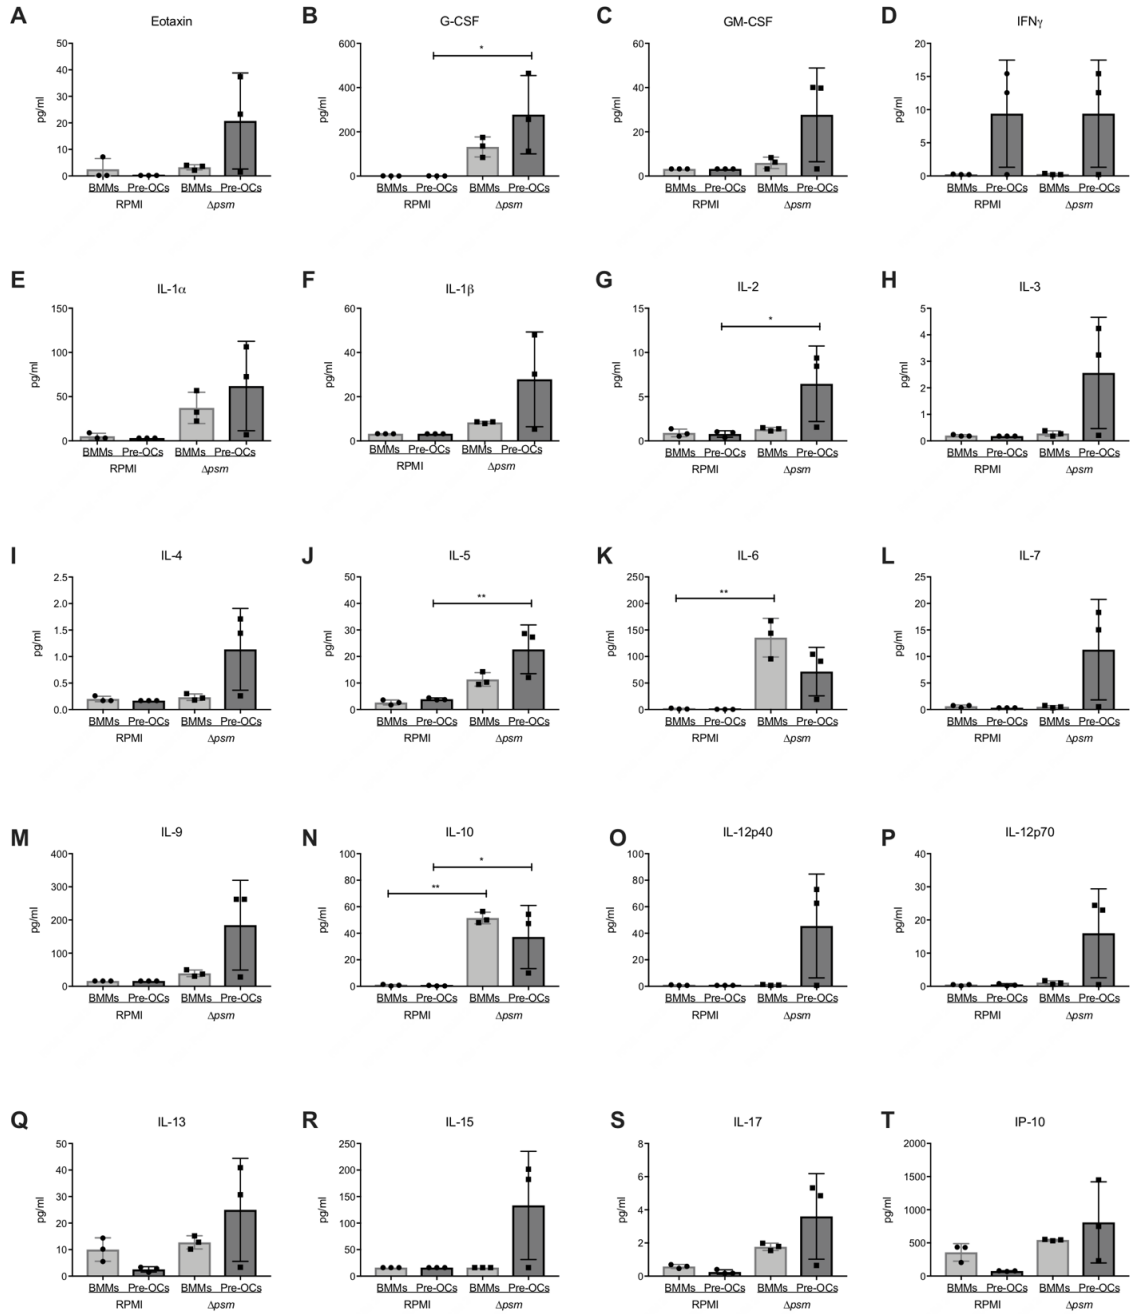 A Eotaxin
50
40
30
20
10
0
pg/ml
BMMs Pre-OCs BMMs Pre-OCs
RPMI Δpsm
B G-CSF
600
400
200
0
pg/ml
*
BMMs Pre-OCs BMMs Pre-OCs
RPMI Δpsm
C GM-CSF
80
60
40
20
0
pg/ml
BMMs Pre-OCs BMMs Pre-OCs
RPMI Δpsm
D IFNγ
20
15
10
5
0
pg/ml
BMMs Pre-OCs BMMs Pre-OCs
RPMI Δpsm
E IL-1α
150
100
50
0
pg/ml
BMMs Pre-OCs BMMs Pre-OCs
RPMI Δpsm
F IL-1β
60
40
20
0
pg/ml
BMMs Pre-OCs BMMs Pre-OCs
RPMI Δpsm
G IL-2
15
10
5
0
pg/ml
*
BMMs Pre-OCs BMMs Pre-OCs
RPMI Δpsm
H IL-3
5
4
3
2
1
0
pg/ml
BMMs Pre-OCs BMMs Pre-OCs
RPMI Δpsm
I IL-4
2.5
2.0
1.5
1.0
0.5
0.0
pg/ml
BMMs Pre-OCs BMMs Pre-OCs
RPMI Δpsm
J IL-5
50
40
30
20
10
0
pg/ml
**
BMMs Pre-OCs BMMs Pre-OCs
RPMI Δpsm
K IL-6
250
200
150
100
50
0
pg/ml
**
BMMs Pre-OCs BMMs Pre-OCs
RPMI Δpsm
L IL-7
25
20
15
10
5
0
pg/ml
BMMs Pre-OCs BMMs Pre-OCs
RPMI Δpsm
M IL-9
400
300
200
100
0
pg/ml
BMMs Pre-OCs BMMs Pre-OCs
RPMI Δpsm
N IL-10
100
80
60
40
20
0
pg/ml
*
**
BMMs Pre-OCs BMMs Pre-OCs
RPMI Δpsm
O IL-12p40
100
80
60
40
20
0
pg/ml
BMMs Pre-OCs BMMs Pre-OCs
RPMI Δpsm
P IL-12p70
40
30
20
10
0
pg/ml
BMMs Pre-OCs BMMs Pre-OCs
RPMI Δpsm
Q IL-13
50
40
30
20
10
0
pg/ml
BMMs Pre-OCs BMMs Pre-OCs
RPMI Δpsm
R IL-15
250
200
150
100
50
0
pg/ml
BMMs Pre-OCs BMMs Pre-OCs
RPMI Δpsm
S IL-17
8
6
4
2
0
pg/ml
BMMs Pre-OCs BMMs Pre-OCs
RPMI Δpsm
T IP-10
2000
1500
1000
500
0
pg/ml
BMMs Pre-OCs BMMs Pre-OCs
RPMI Δpsm